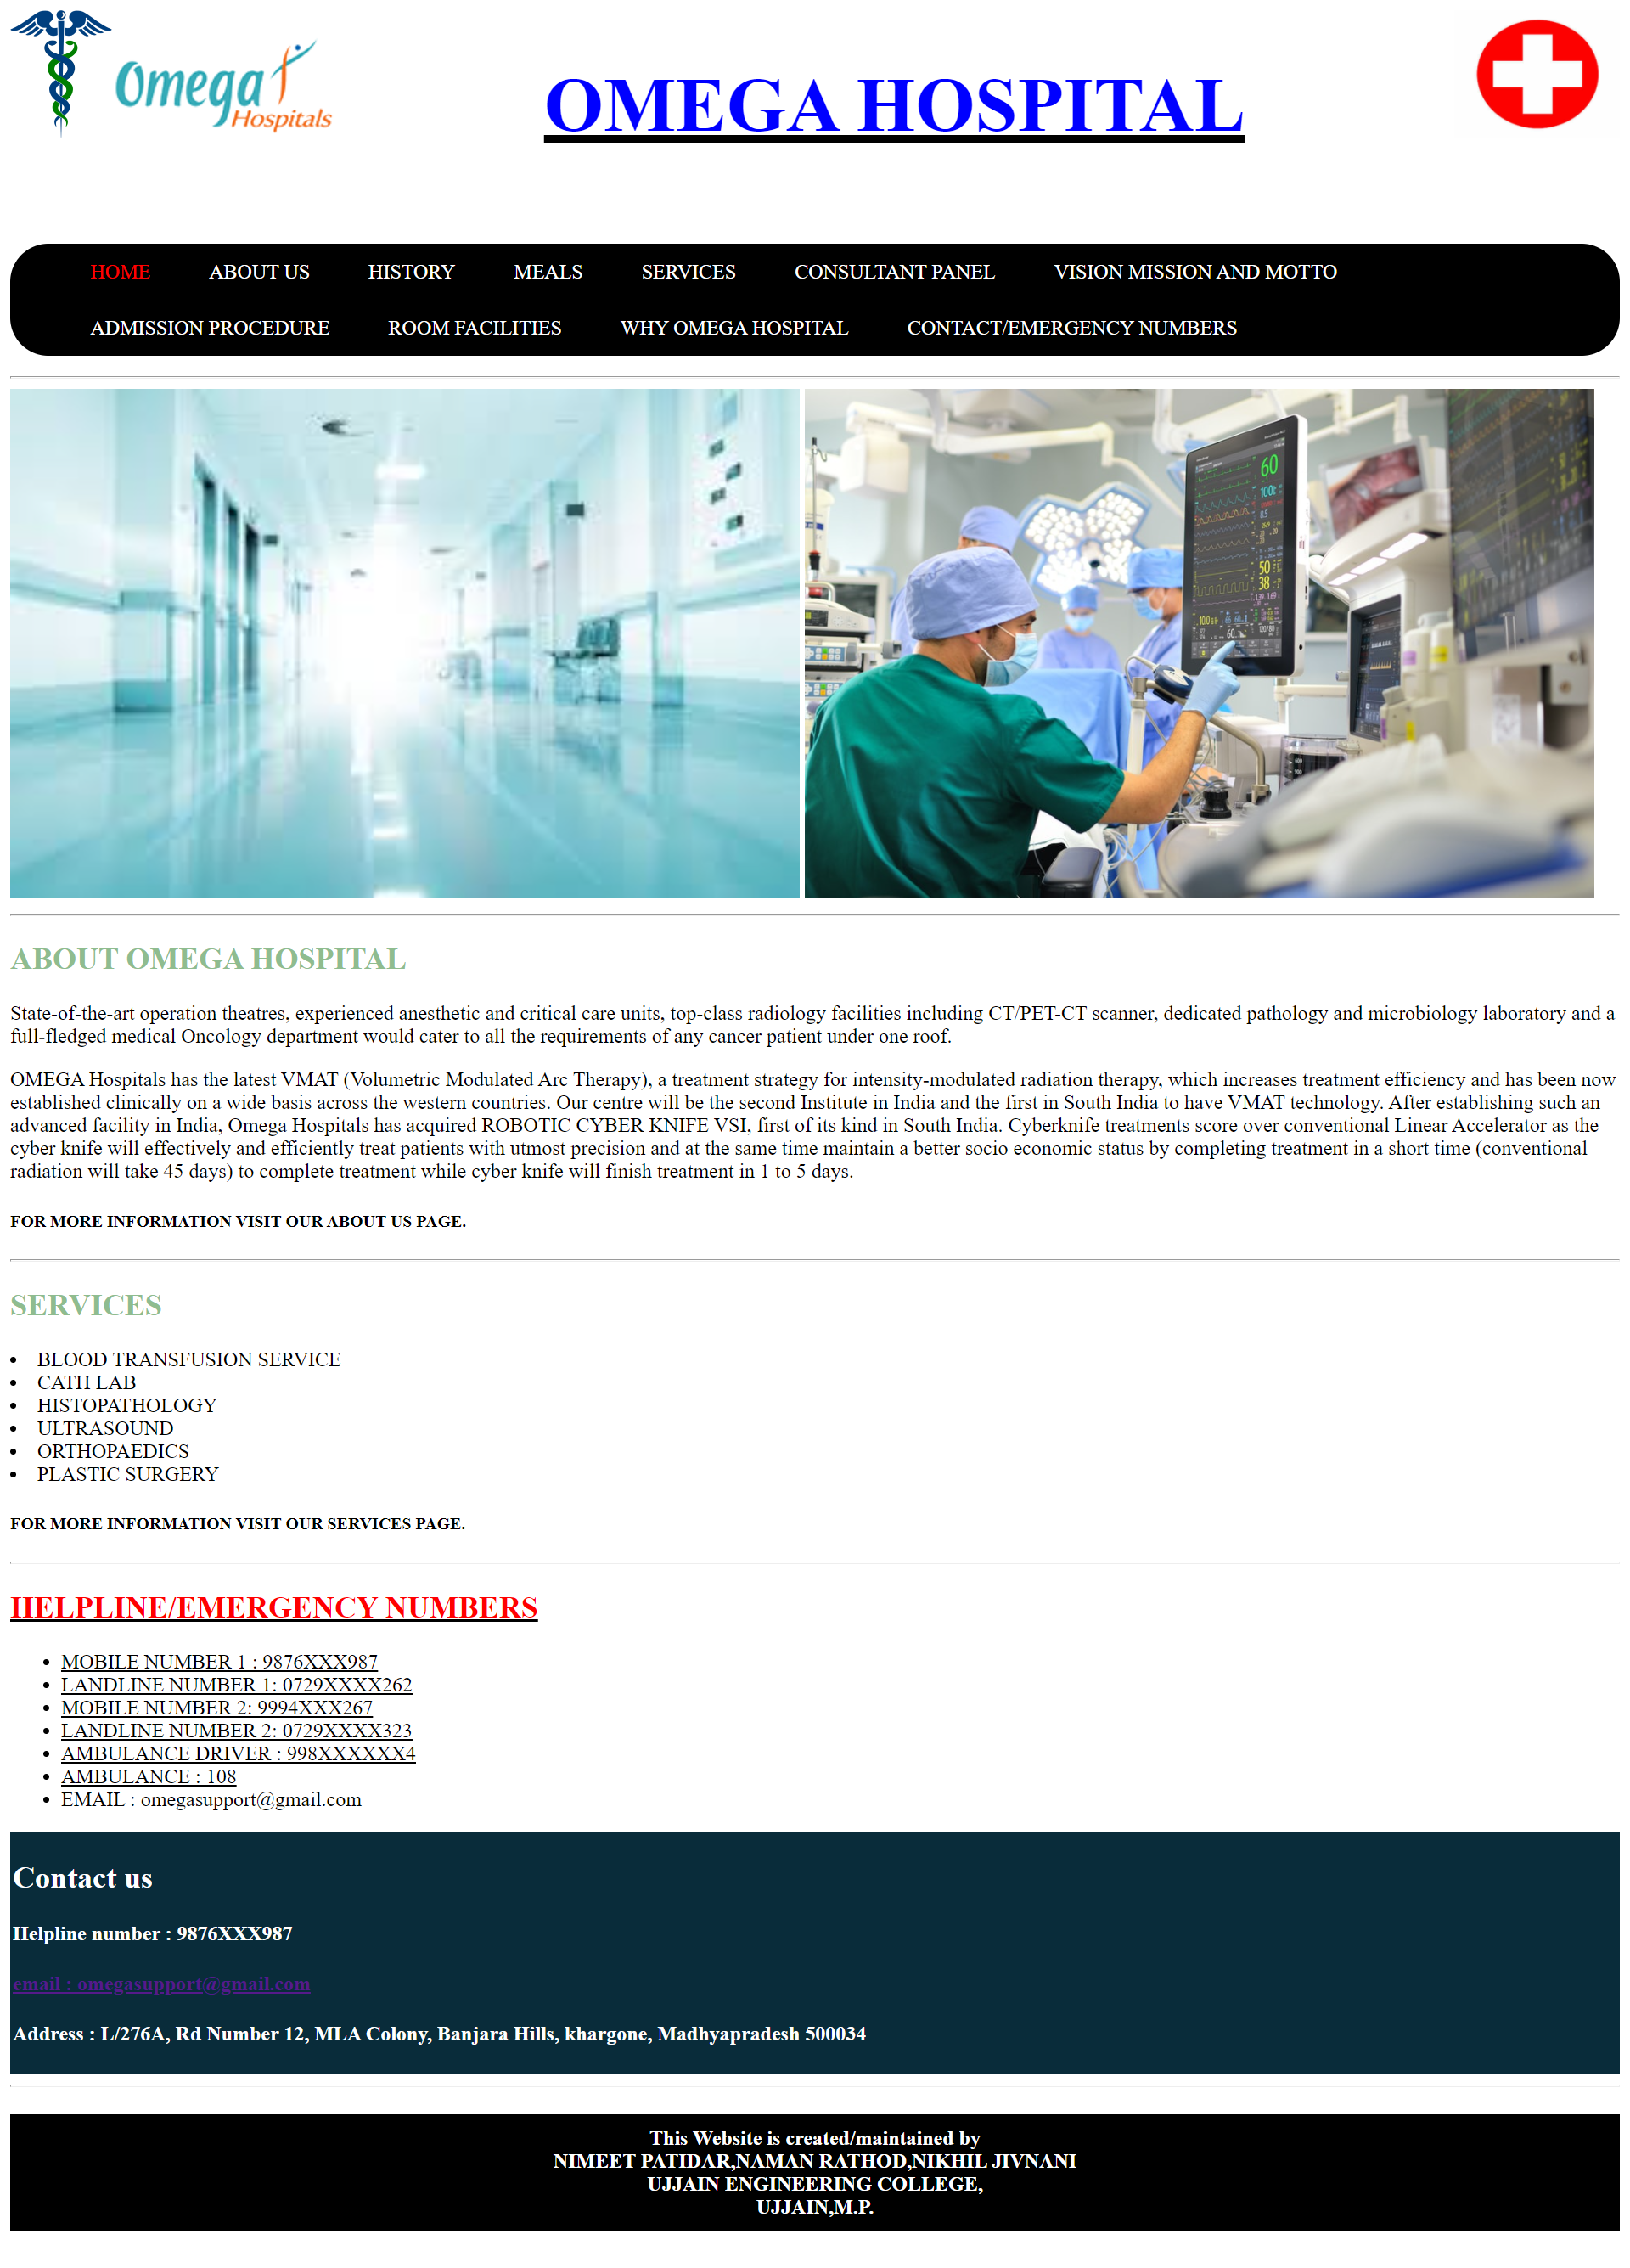 Omega
Hospitals
OMEGA HOSPITAL
HOME ABOUT US HISTORY MEALS SERVICES CONSULTANT PANEL VISION MISSION AND MOTTO
ADMISSION PROCEDURE ROOM FACILITIES WHY OMEGA HOSPITAL CONTACT/EMERGENCY NUMBERS
60
100
8.5
50
38
10.0
60
ABOUT OMEGA HOSPITAL
State-of-the-art operation theatres, experienced anesthetic and critical care units, top-class radiology facilities including CT/PET-CT scanner, dedicated pathology and microbiology laboratory and a
full-fledged medical Oncology department would cater to all the requirements of any cancer patient under one roof.
OMEGA Hospitals has the latest VMAT (Volumetric Modulated Arc Therapy), a treatment strategy for intensity-modulated radiation therapy, which increases treatment efficiency and has been now
established clinically on a wide basis across the western countries. Our centre will be the second Institute in India and the first in South India to have VMAT technology. After establishing such an
advanced facility in India, Omega Hospitals has acquired ROBOTIC CYBER KNIFE VSI, first of its kind in South India. Cyberknife treatments score over conventional Linear Accelerator as the
cyber knife will effectively and efficiently treat patients with utmost precision and at the same time maintain a better socio economic status by completing treatment in a short time (conventional
radiation will take 45 days) to complete treatment while cyber knife will finish treatment in 1 to 5 days.
FOR MORE INFORMATION VISIT OUR ABOUT US PAGE.
SERVICES
• BLOOD TRANSFUSION SERVICE
• CATH LAB
• HISTOPATHOLOGY
• ULTRASOUND
• ORTHOPAEDICS
• PLASTIC SURGERY
FOR MORE INFORMATION VISIT OUR SERVICES PAGE.
HELPLINE/EMERGENCY NUMBERS
• MOBILE NUMBER 1 : 9876XXX987
• LANDLINE NUMBER 1: 0729XXXX262
• MOBILE NUMBER 2: 9994XXX267
• LANDLINE NUMBER 2: 0729XXXX323
• AMBULANCE DRIVER : 998XXXXXX4
• AMBULANCE : 108
• EMAIL : omegasupport@gmail.com
Contact us
Helpline number : 9876XXX987
email : omegasupport@gmail.com
Address : L/276A, Rd Number 12, MLA Colony, Banjara Hills, khargone, Madhyapradesh 500034
This Website is created/maintained by
NIMEET PATIDAR,NAMAN RATHOD,NIKHIL JIVNANI
UJJAIN ENGINEERING COLLEGE,
UJJAIN,M.P.